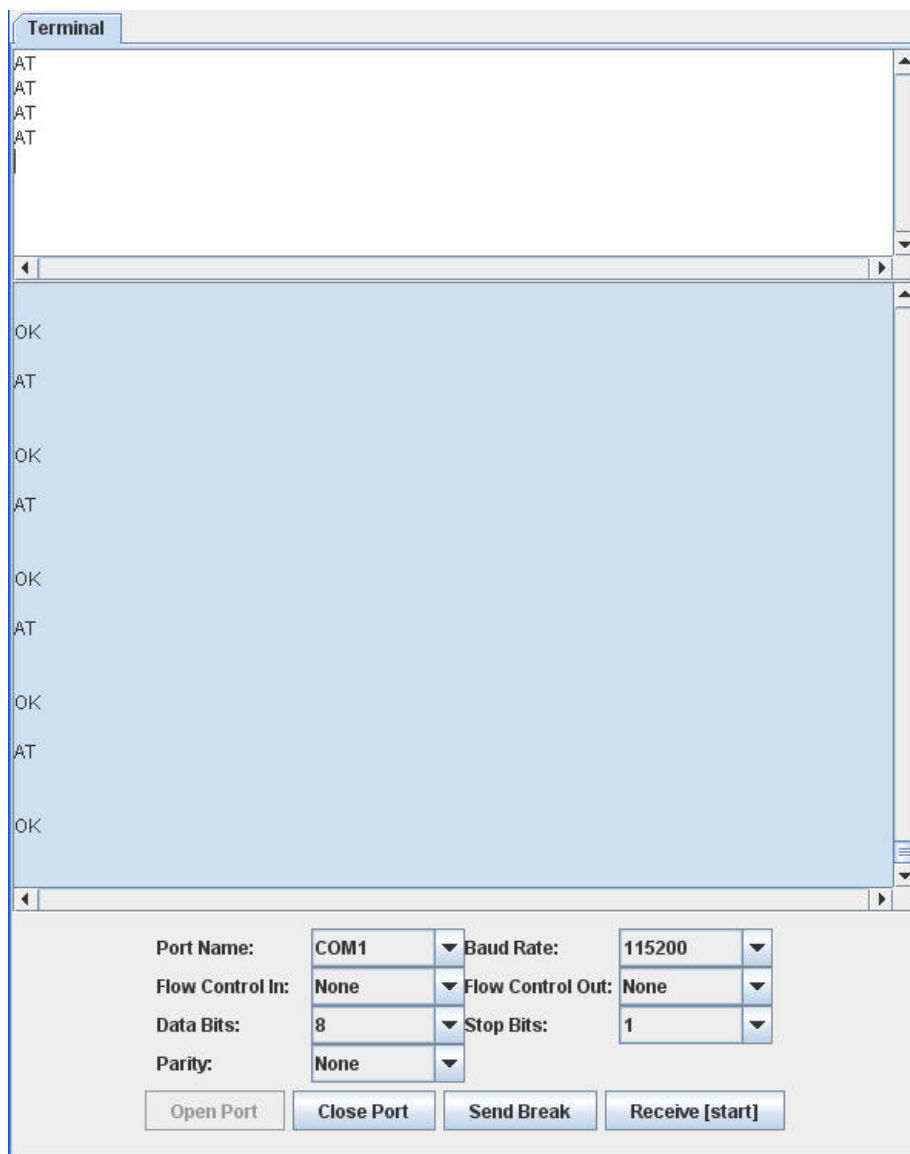 Terminal
AT
AT
AT
AT
OK
AT
OK
AT
OK
AT
OK
AT
OK
Port Name: COM1 Baud Rate: 115200
Flow Control In: None Flow Control Out: None
Data Bits: 8 Stop Bits: 1
Parity: None
Open Port Close Port Send Break Receive [start]